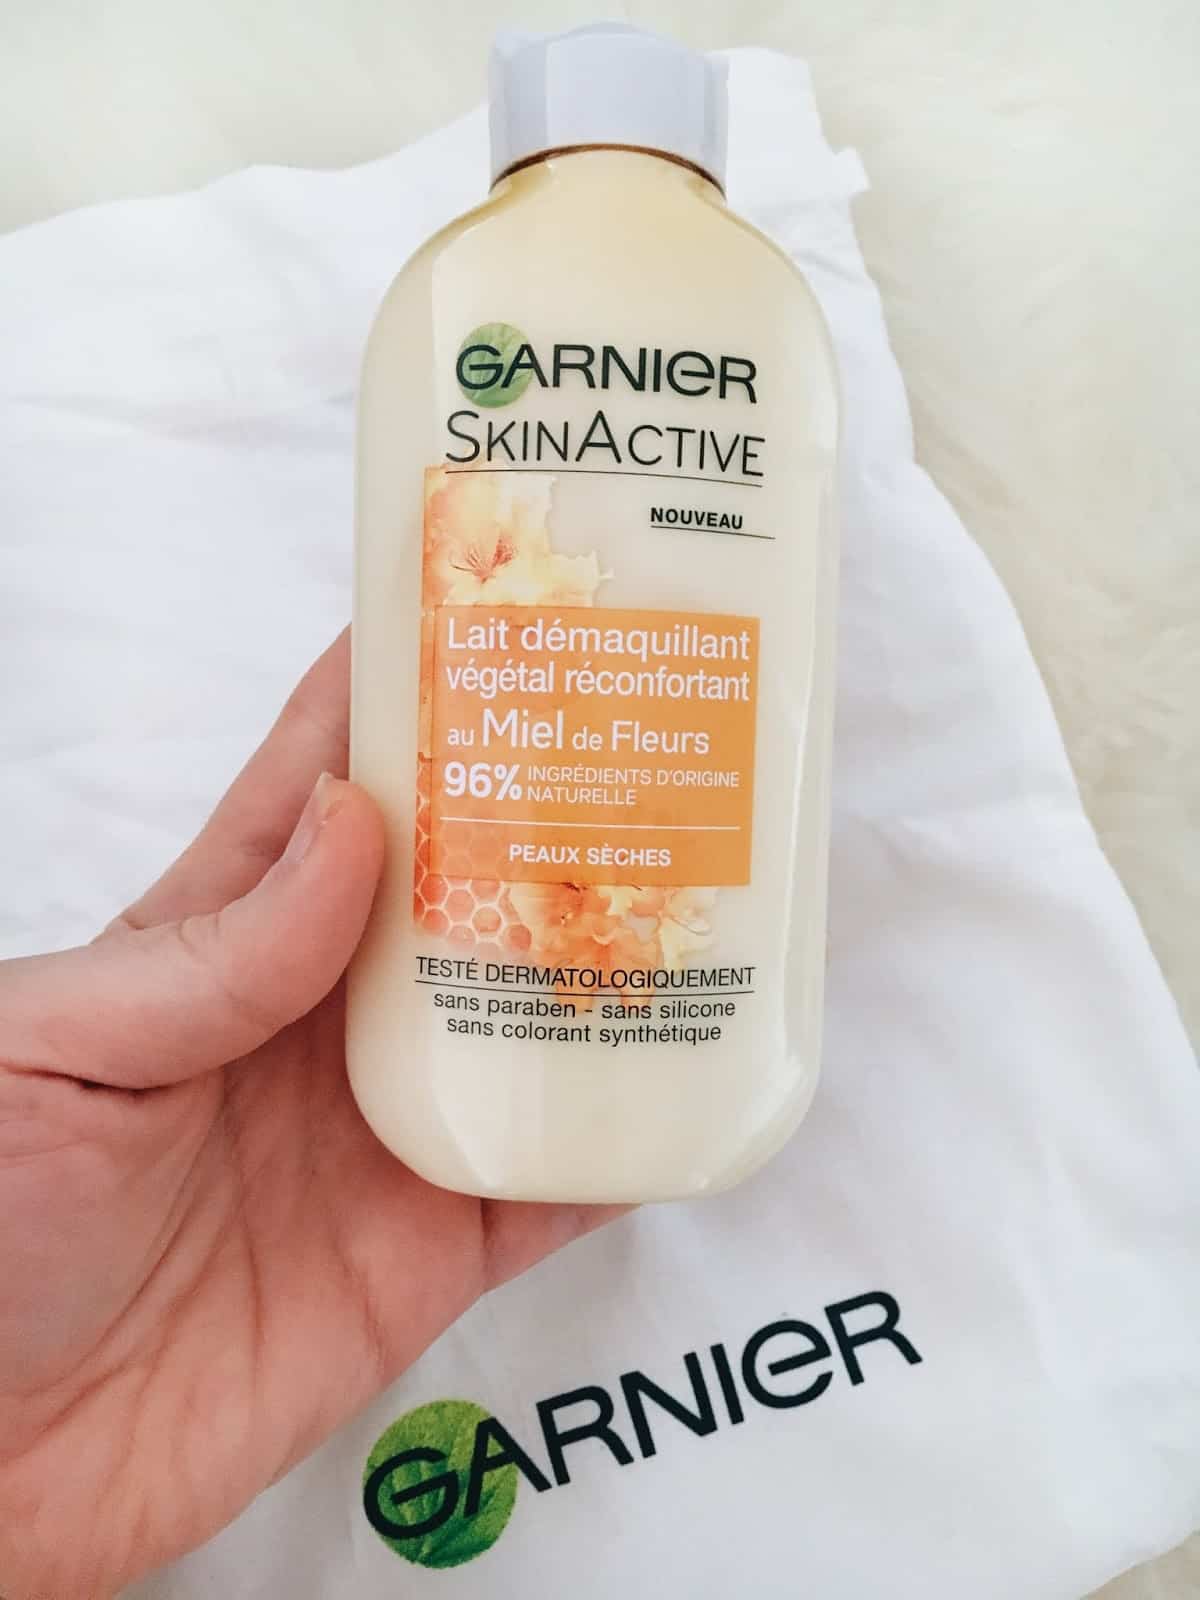 GARNIER
SKINACTIVE
NOUVEAU
Lait démaquillant
végétal réconfortant
au Miel de Fleurs
96% INGRÉDIENTS D'ORIGINE
NATURELLE
PEAUX SÈCHES
TESTÉ DERMATOLOGIQUEMENT
sans paraben - sans silicone
sans colorant synthétique
GARNIER